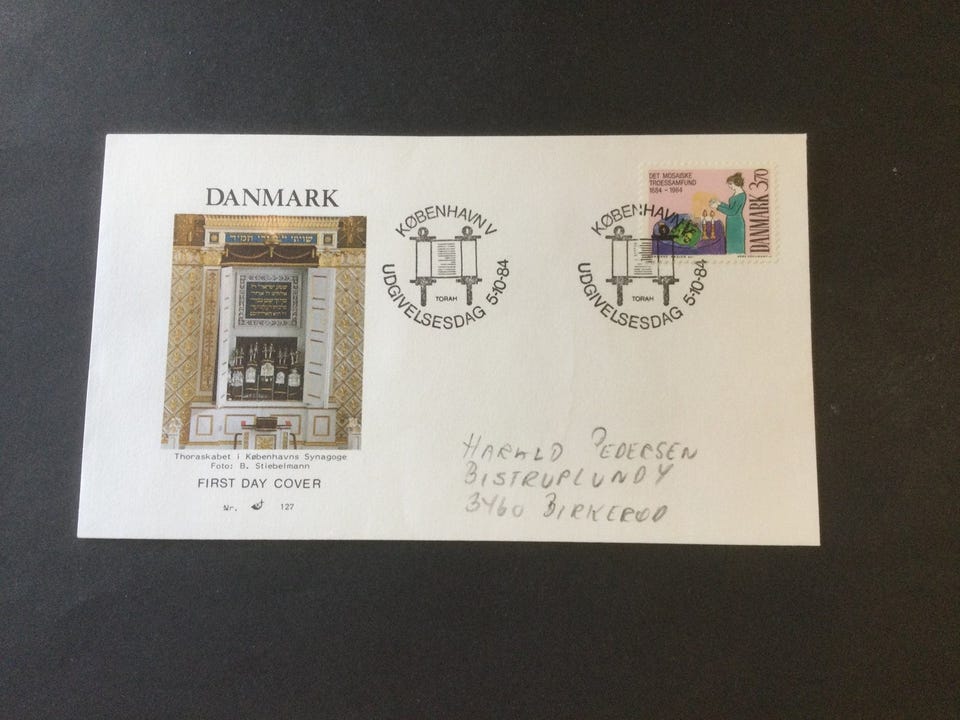 DANMARK
Thoraskabet i Københavns Synagoge
Foto: B. Stiebelmann
FIRST DAY COVER
Nr. 127
KØBENHAVN V
TORAH
UDGIVELSESDAG 5-10-84
KØBENHAVN V
TORAH
UDGIVELSESDAG 5-10-84
DET MOSAISKE
TROESSAMFUND
1684 - 1984
DANMARK 3.70
HARALD PEDERSEN
BISTRUPLUND
3460 BIRKERØD